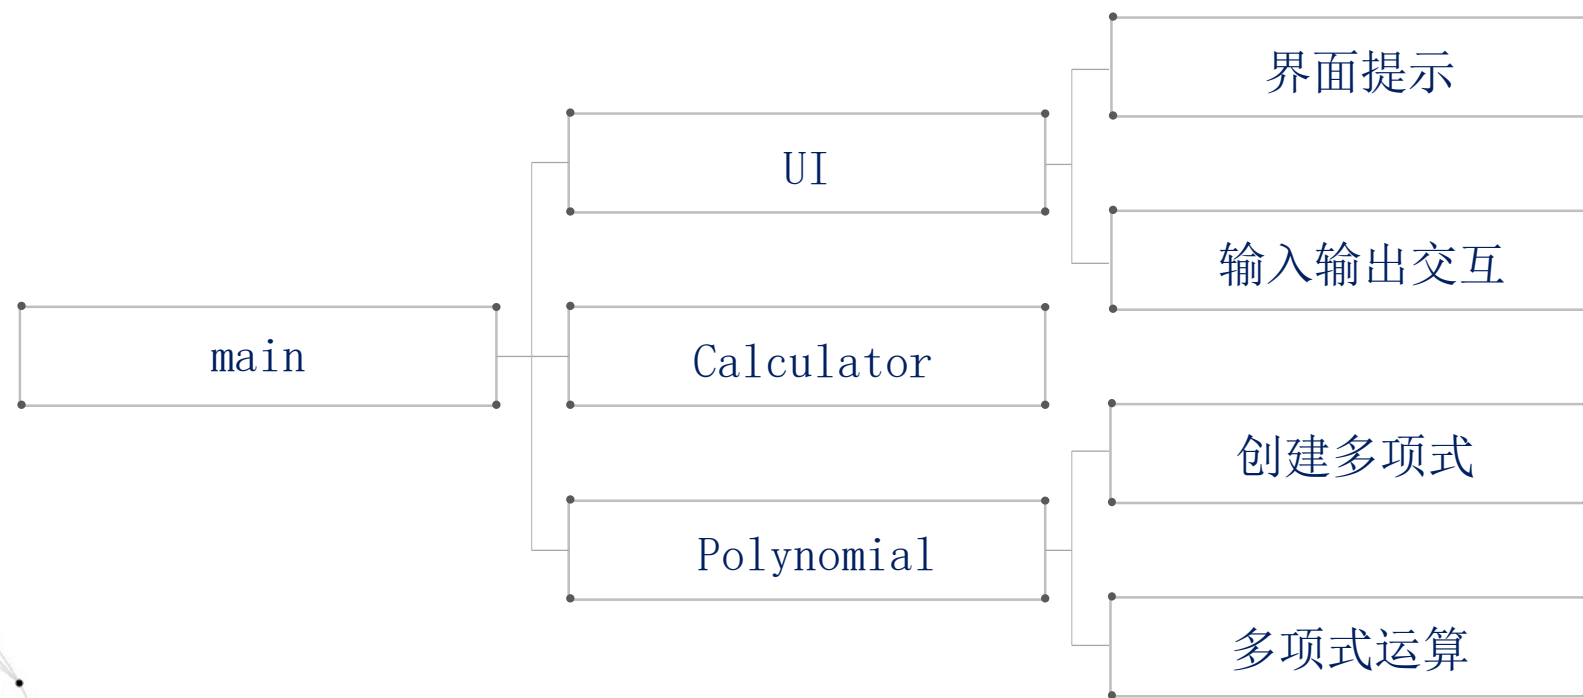 main
UI
界面提示
输入输出交互
Calculator
Polynomial
创建多项式
多项式运算